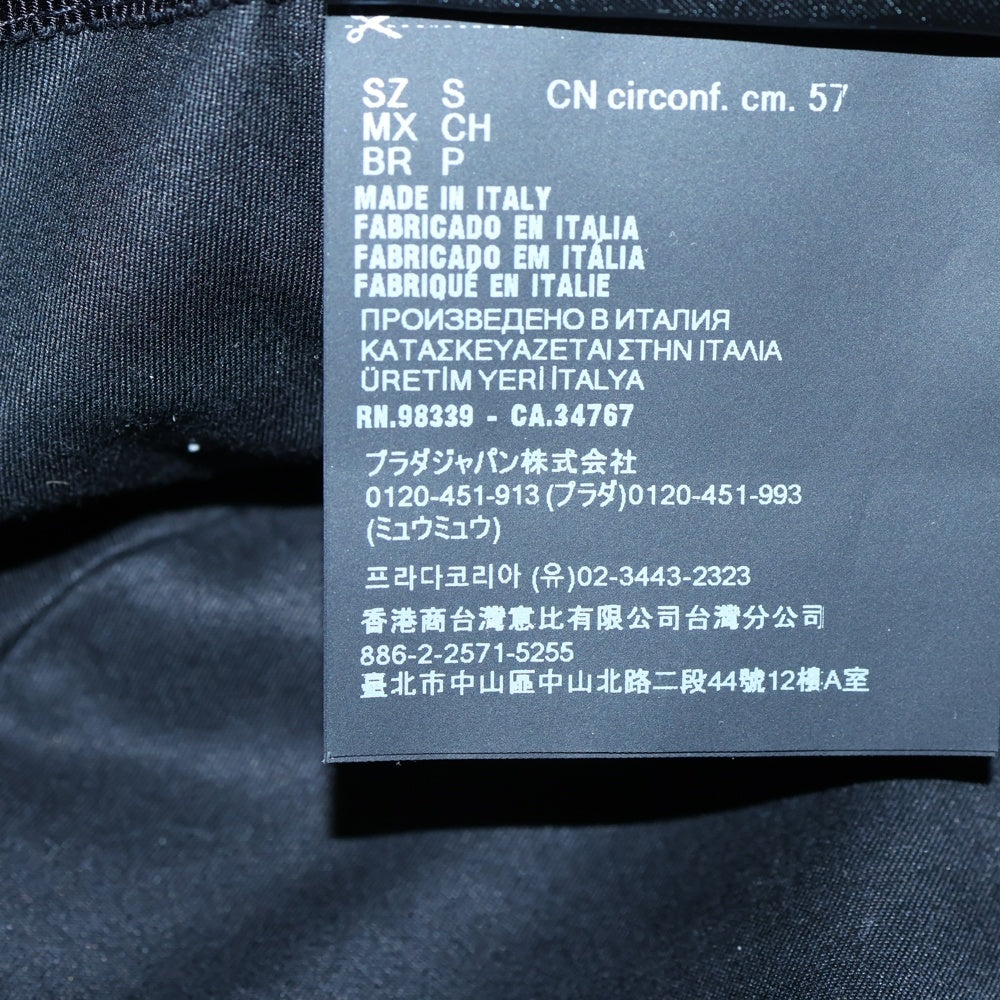 SZ S CN circonf. cm. 57
MX CH
BR P
MADE IN ITALY
FABRICADO EN ITALIA
FABRICADO EM ITÁLIA
FABRIQUÉ EN ITALIE
ПРОИЗВЕДЕНО В ИТАЛИЯ
ΚΑΤΑΣΚΕΥΑΖΕΤΑΙ ΣΤΗΝ ΙΤΑΛΙΑ
ÜRETİM YERİ İTALYA
RN.98339 - CA.34767
プラダジャパン株式会社
0120-451-913 (プラダ)0120-451-993
(ミュウミュウ)
프라다코리아 (유)02-3443-2323
香港商台灣意比有限公司台灣分公司
886-2-2571-5255
臺北市中山區中山北路二段44號12樓A室